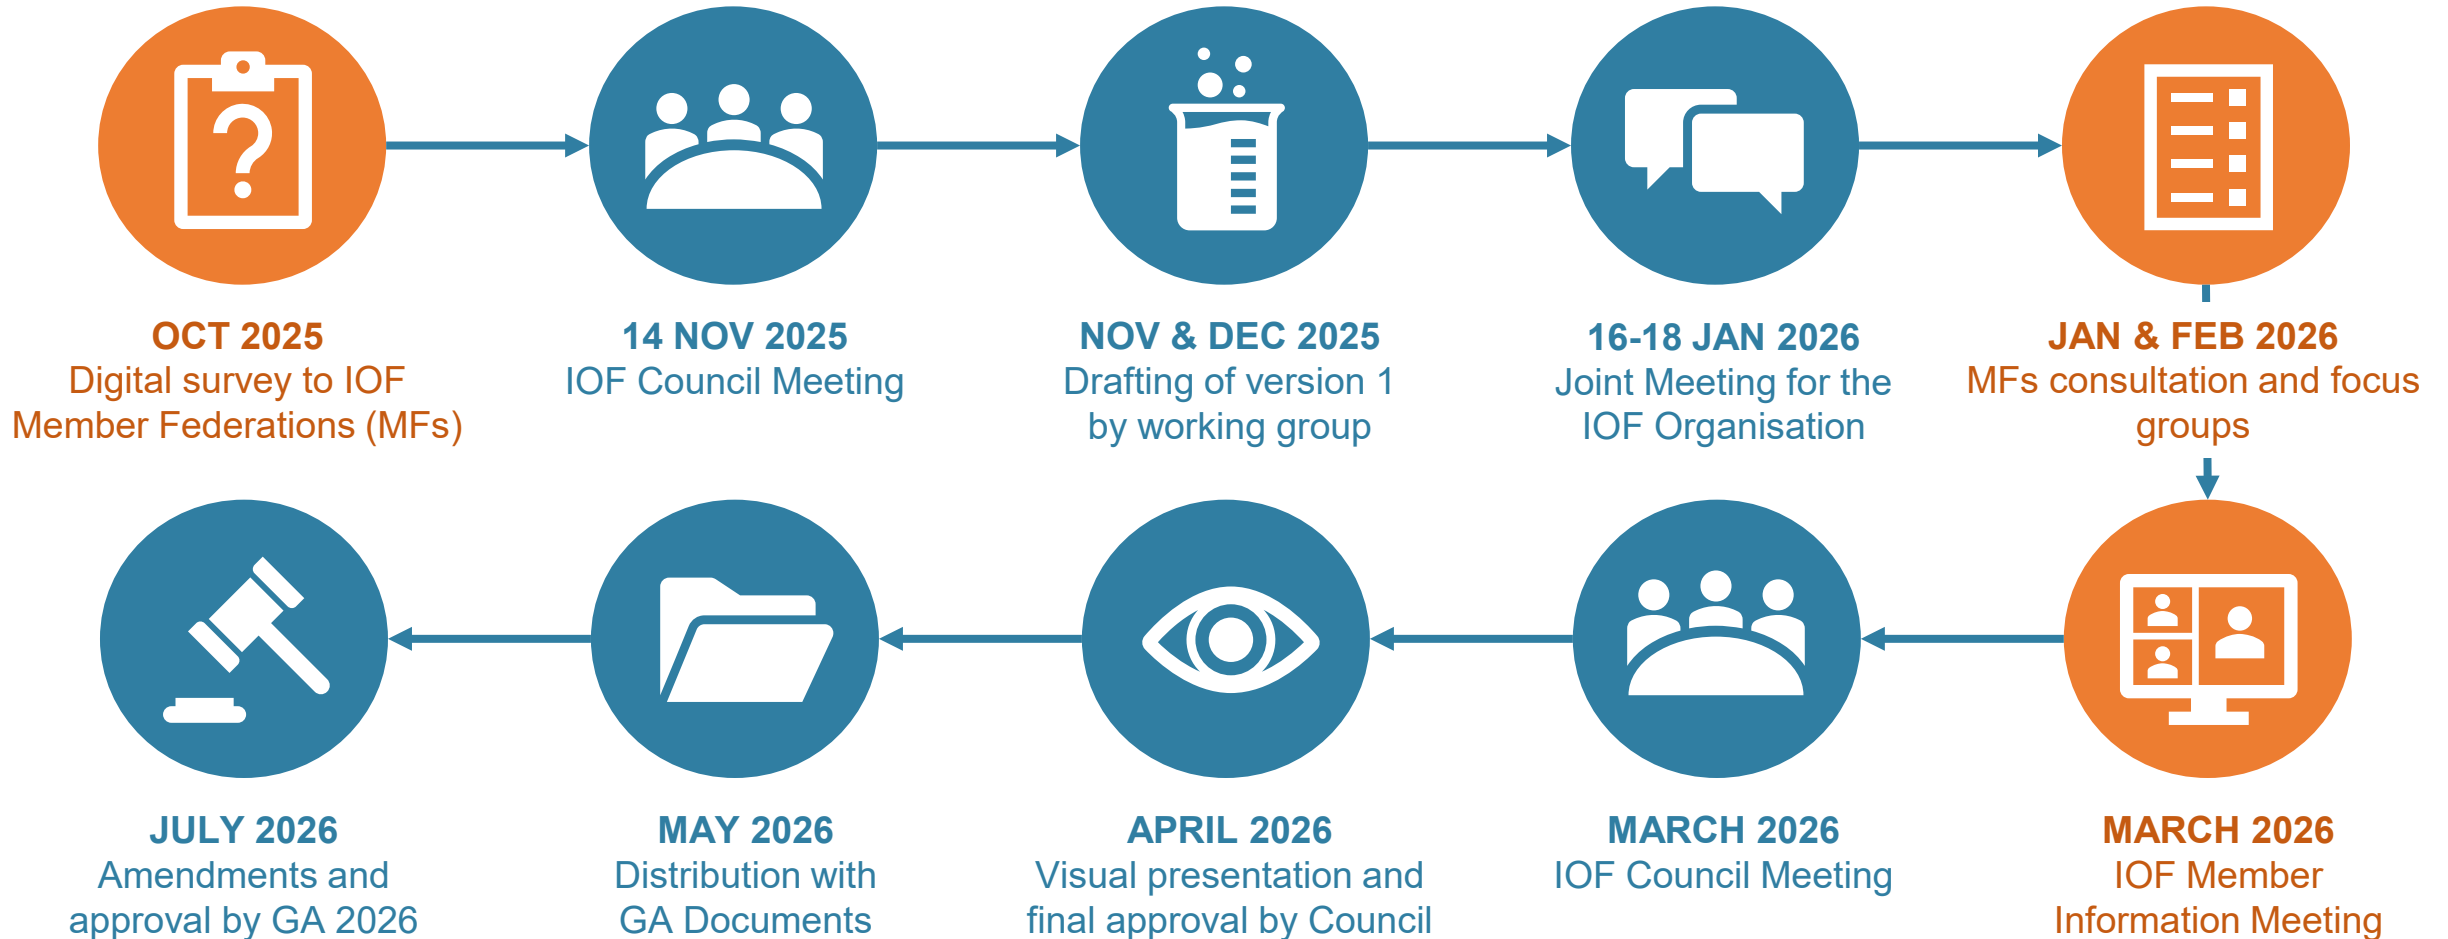 ?
OCT 2025
Digital survey to IOF
Member Federations (MFs)
14 NOV 2025
IOF Council Meeting
NOV & DEC 2025
Drafting of version 1
by working group
16-18 JAN 2026
Joint Meeting for the
IOF Organisation
JAN & FEB 2026
MFs consultation and focus
groups
MARCH 2026
IOF Member
Information Meeting
MARCH 2026
IOF Council Meeting
APRIL 2026
Visual presentation and
final approval by Council
MAY 2026
Distribution with
GA Documents
JULY 2026
Amendments and
approval by GA 2026